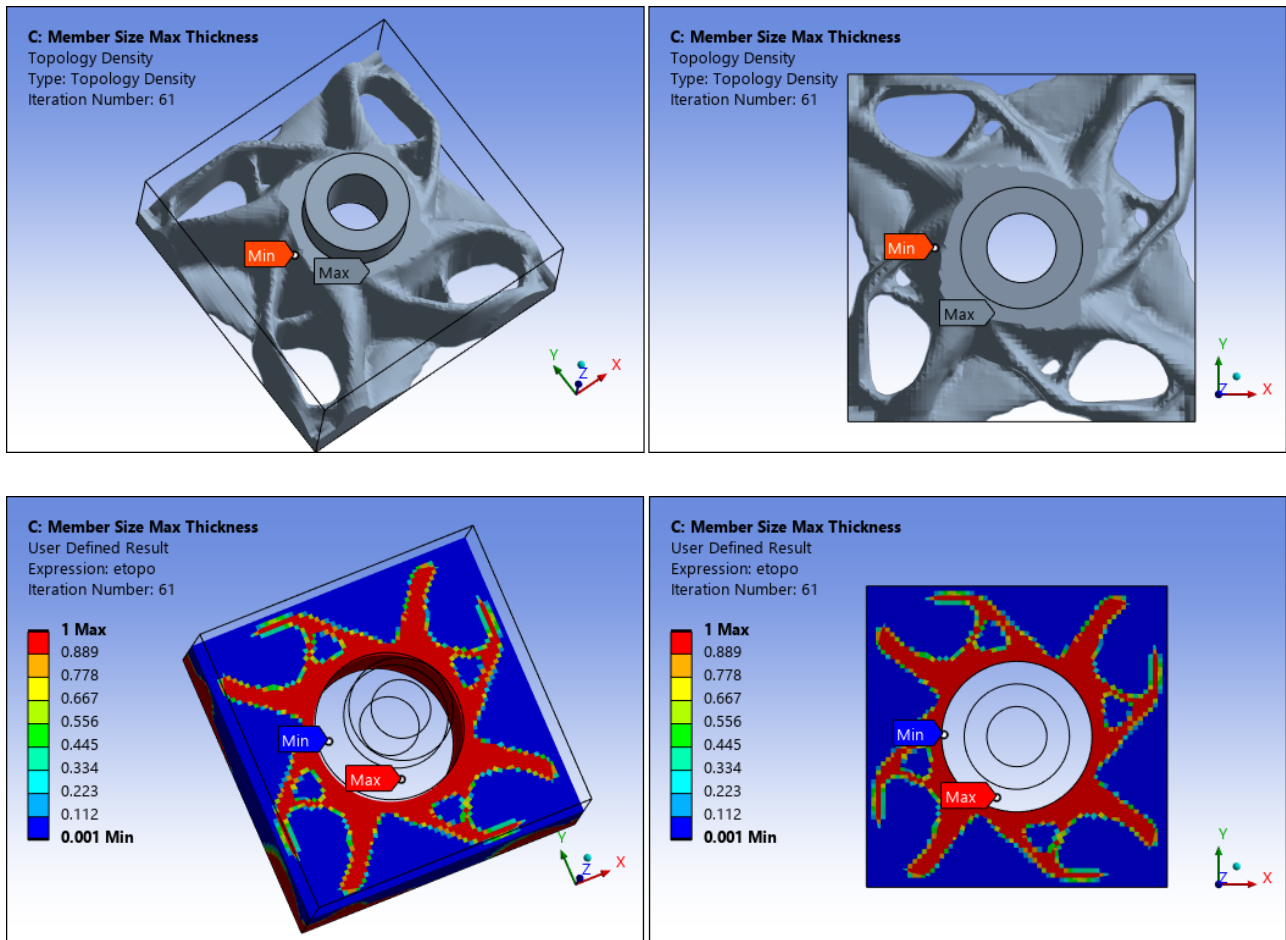 C: Member Size Max Thickness
Topology Density
Type: Topology Density
Iteration Number: 61
Min
Max
Y
Z
X
C: Member Size Max Thickness
Topology Density
Type: Topology Density
Iteration Number: 61
Min
Max
Y
Z
X
C: Member Size Max Thickness
User Defined Result
Expression: etopo
Iteration Number: 61
1 Max
0.889
0.778
0.667
0.556
0.445
0.334
0.223
0.112
0.001 Min
Min
Max
Y
Z
X
C: Member Size Max Thickness
User Defined Result
Expression: etopo
Iteration Number: 61
1 Max
0.889
0.778
0.667
0.556
0.445
0.334
0.223
0.112
0.001 Min
Min
Max
Y
Z
X